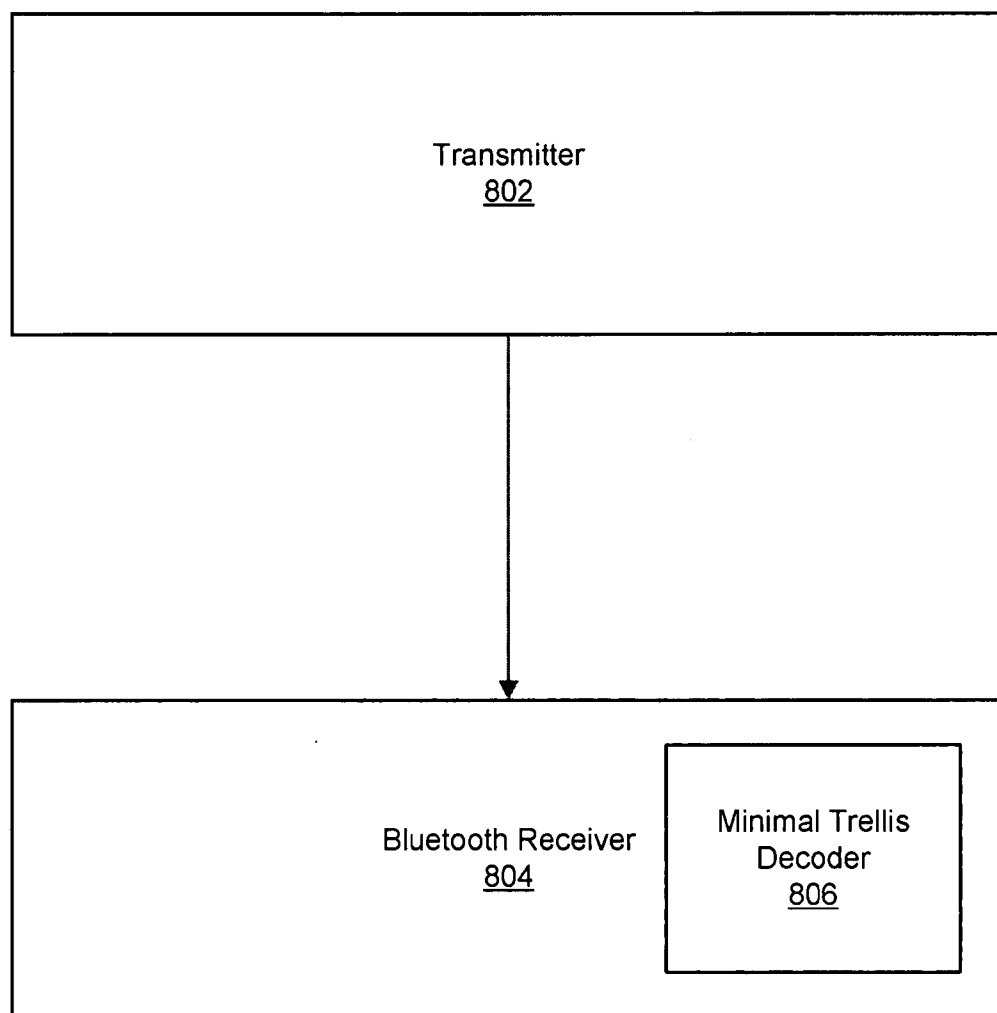 Transmitter
802
Bluetooth Receiver
804
Minimal Trellis
Decoder
806